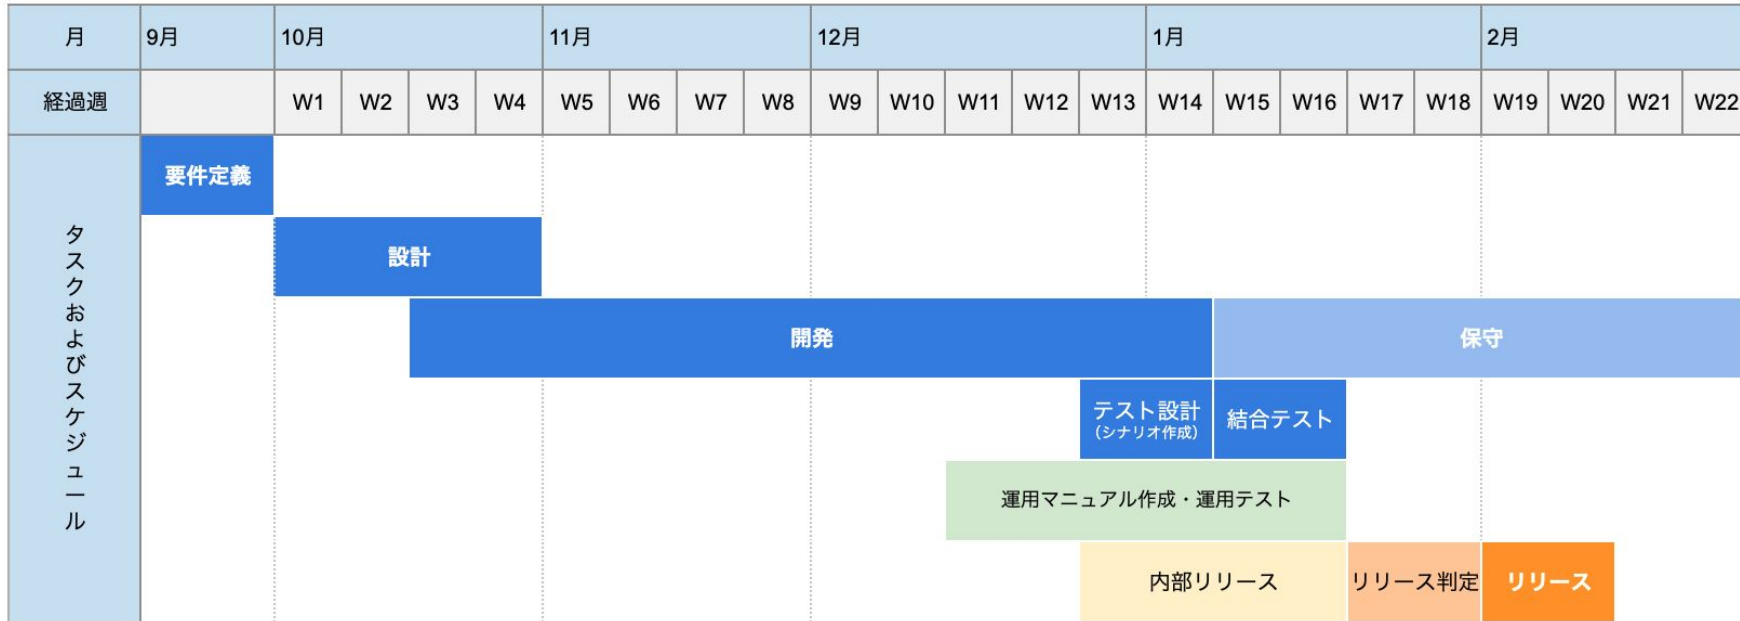 月 9月 10月 11月 12月 1月 2月
経過週 W1 W2 W3 W4 W5 W6 W7 W8 W9 W10 W11 W12 W13 W14 W15 W16 W17 W18 W19 W20 W21 W22
タスクおよびスケジュール
要件定義
設計
開発 保守
テスト設計 結合テスト
(シナリオ作成)
運用マニュアル作成・運用テスト
内部リリース リリース判定 リリース